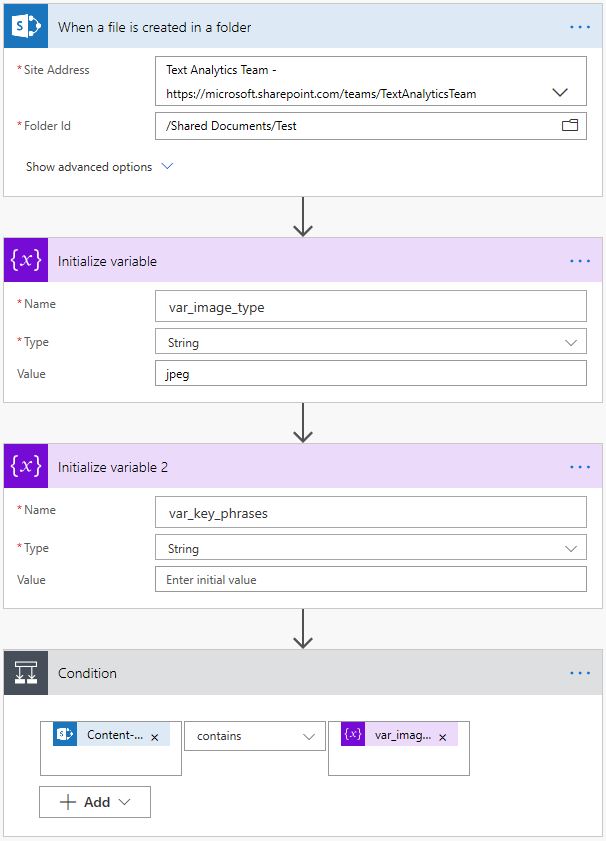 When a file is created in a folder
* Site Address
Text Analytics Team -
https://microsoft.sharepoint.com/teams/TextAnalyticsTeam
* Folder Id
/Shared Documents/Test
Show advanced options
{x} Initialize variable
* Name
var_image_type
* Type
String
Value
jpeg
{x} Initialize variable 2
* Name
var_key_phrases
* Type
String
Value
Enter initial value
Condition
Content-... x
contains
{x} var_imag... x
+ Add